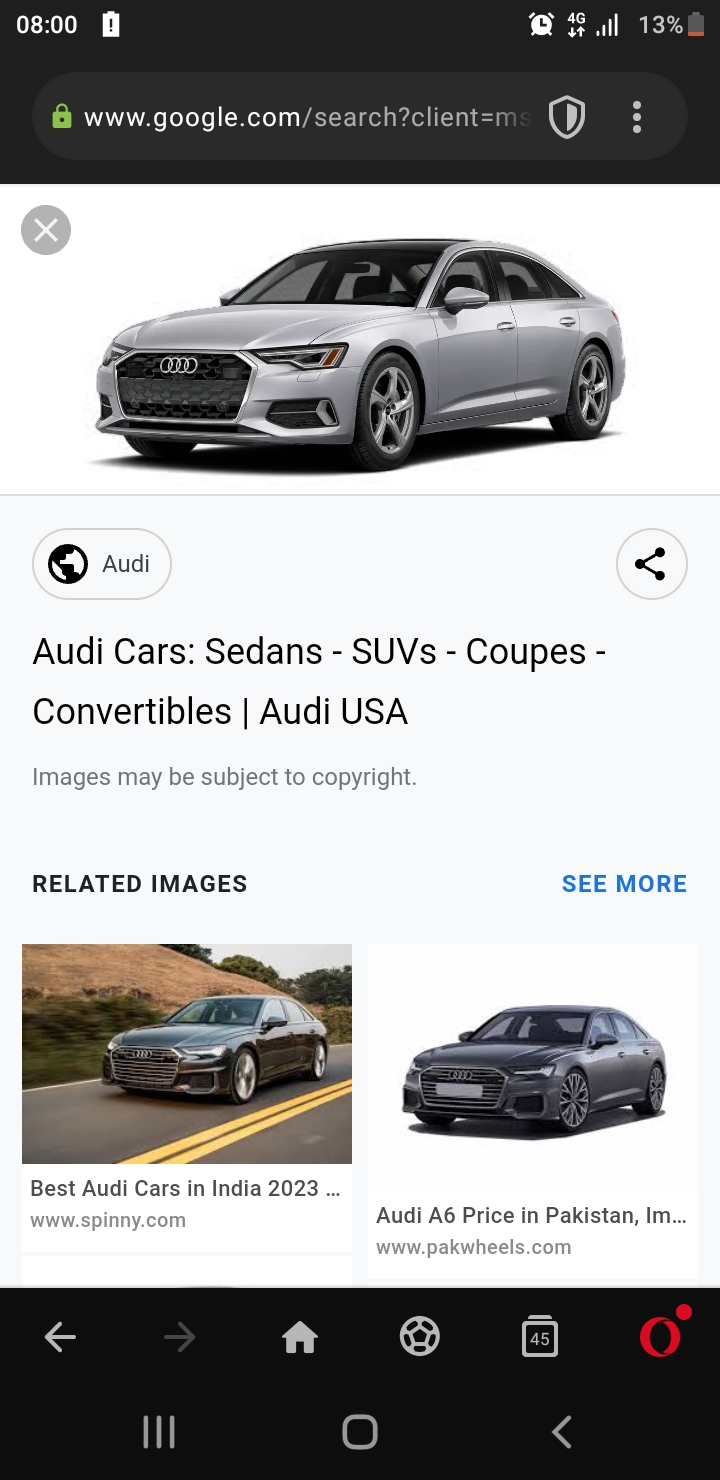 08:00
4G
13%
www.google.com/search?client=ms
Audi
Audi Cars: Sedans - SUVs - Coupes -
Convertibles | Audi USA
Images may be subject to copyright.
RELATED IMAGES
SEE MORE
Best Audi Cars in India 2023 ...
www.spinny.com
Audi A6 Price in Pakistan, Im...
www.pakwheels.com
45